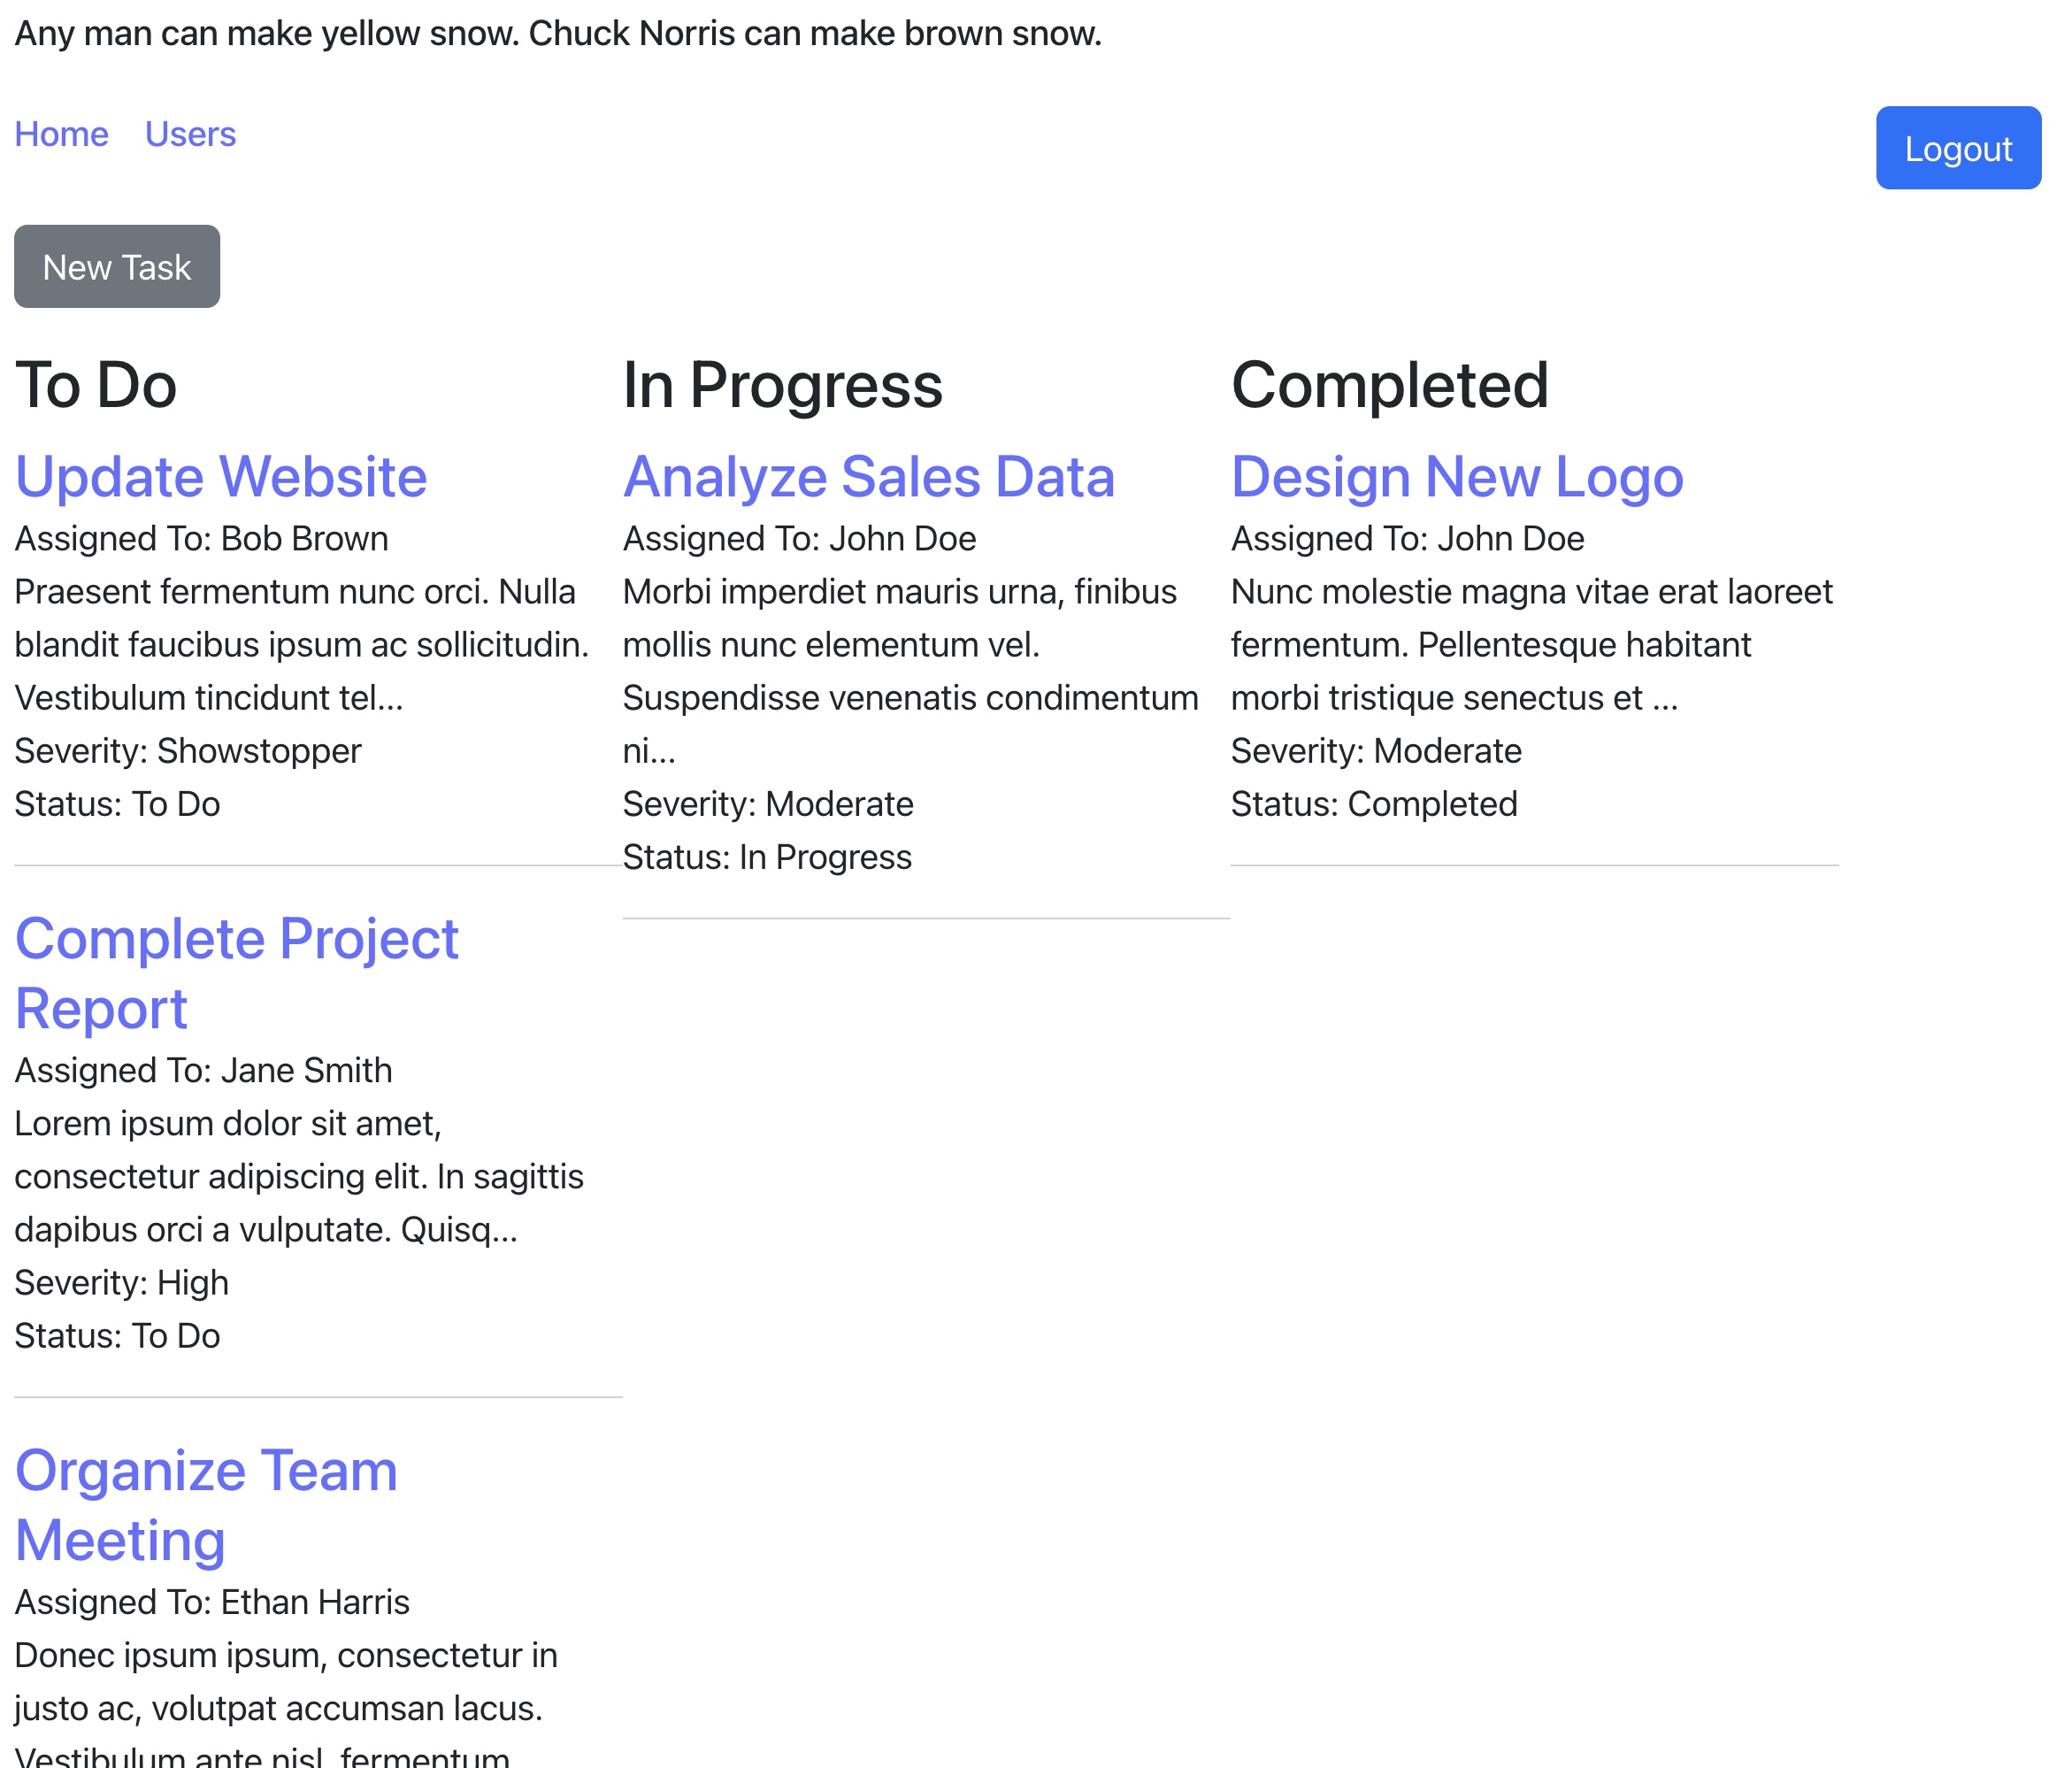 Any man can make yellow snow. Chuck Norris can make brown snow.
Home Users
Logout
New Task
To Do
Update Website
Assigned To: Bob Brown
Praesent fermentum nunc orci. Nulla
blandit faucibus ipsum ac sollicitudin.
Vestibulum tincidunt tel...
Severity: Showstopper
Status: To Do
Complete Project
Report
Assigned To: Jane Smith
Lorem ipsum dolor sit amet,
consectetur adipiscing elit. In sagittis
dapibus orci a vulputate. Quisq...
Severity: High
Status: To Do
Organize Team
Meeting
Assigned To: Ethan Harris
Donec ipsum ipsum, consectetur in
justo ac, volutpat accumsan lacus.
Vestibulum ante nisl, fermentum
In Progress
Analyze Sales Data
Assigned To: John Doe
Morbi imperdiet mauris urna, finibus
mollis nunc elementum vel.
Suspendisse venenatis condimentum
ni...
Severity: Moderate
Status: In Progress
Completed
Design New Logo
Assigned To: John Doe
Nunc molestie magna vitae erat laoreet
fermentum. Pellentesque habitant
morbi tristique senectus et ...
Severity: Moderate
Status: Completed